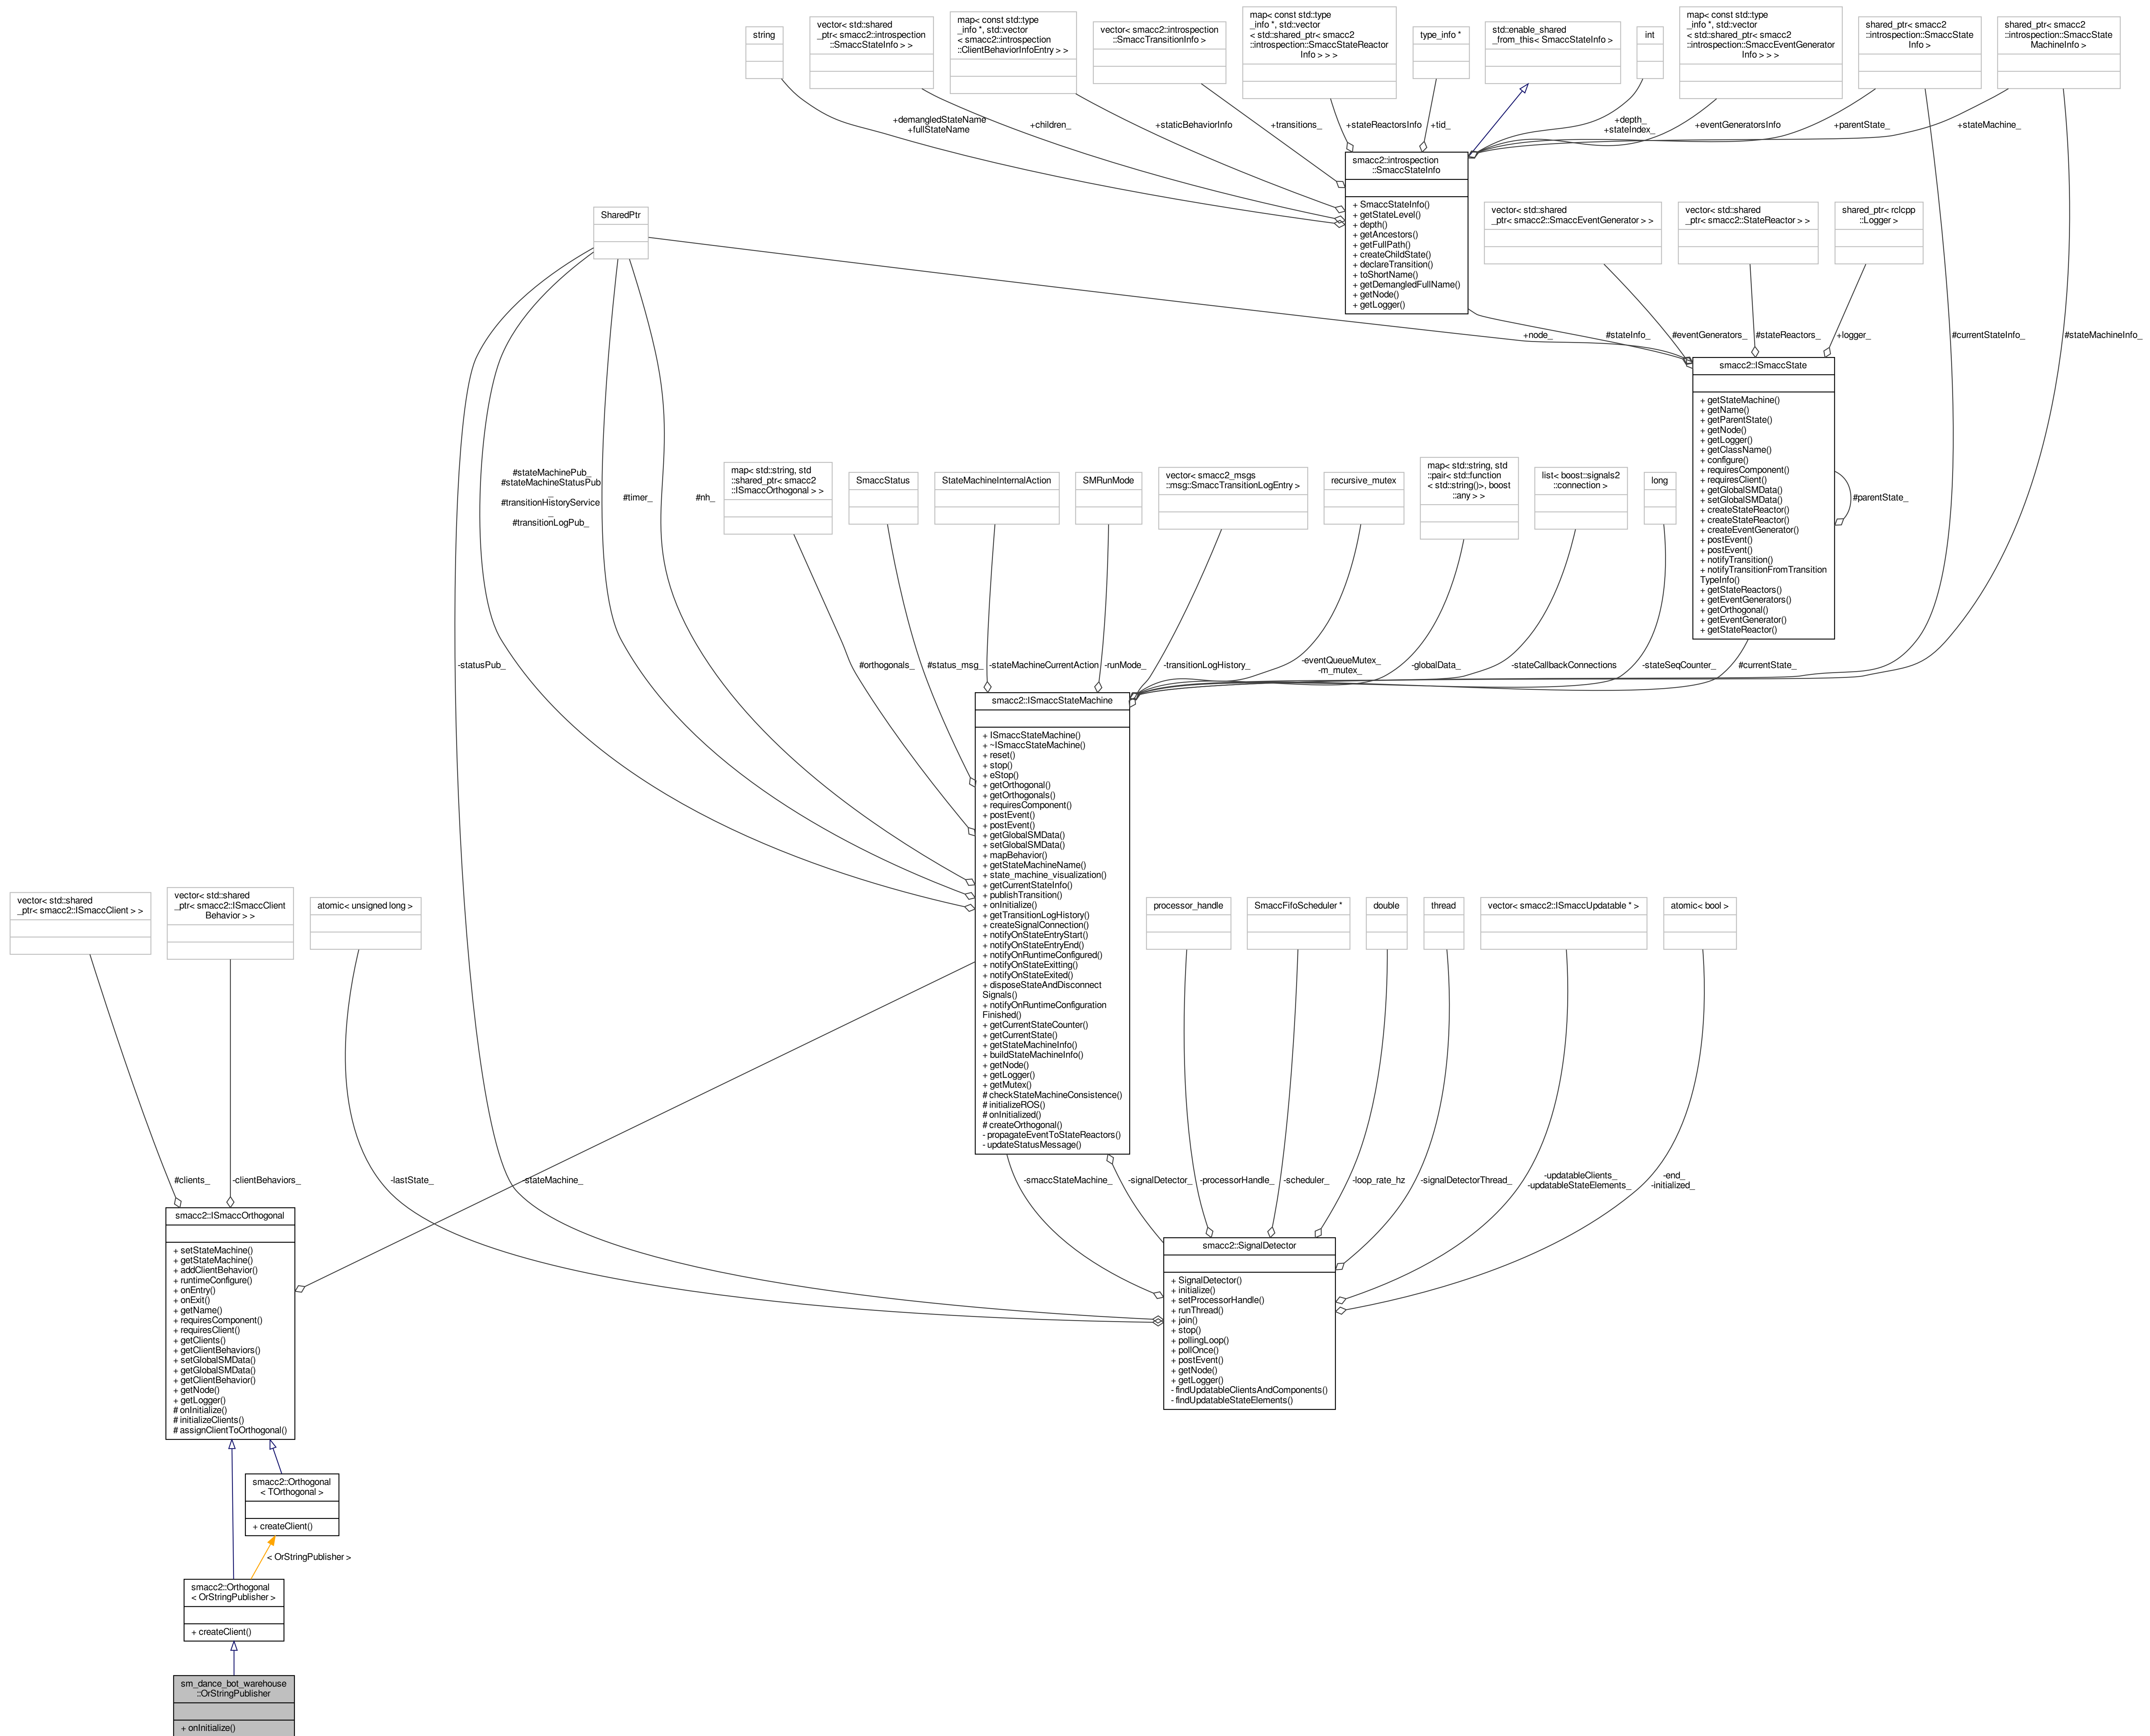 string
vector< std::shared
_ptr< smacc2::introspection
::SmaccStateInfo > >
map< const std::type
_info *, std::vector
< smacc2::introspection
::ClientBehaviorInfoEntry > >
vector< smacc2::introspection
::SmaccTransitionInfo >
map< const std::type
_info *, std::vector
< std::shared_ptr< smacc2
::introspection::SmaccStateReactor
Info > > >
type_info *
std::enable_shared
_from_this< SmaccStateInfo >
int
map< const std::type
_info *, std::vector
< std::shared_ptr< smacc2
::introspection::SmaccEventGenerator
Info > > >
shared_ptr< smacc2
::introspection::SmaccState
Info >
shared_ptr< smacc2
::introspection::SmaccState
MachineInfo >
+demangledStateName
+fullStateName
+children_
+staticBehaviorInfo
+transitions_
+stateReactorsInfo
+tid_
+depth_
+stateIndex_
+eventGeneratorsInfo
+parentState_
+stateMachine_
smacc2::introspection
::SmaccStateInfo
+ SmaccStateInfo()
+ getStateLevel()
+ depth()
+ getAncestors()
+ getFullPath()
+ createChildState()
+ declareTransition()
+ toShortName()
+ getDemangledFullName()
+ getNode()
+ getLogger()
SharedPtr
vector< std::shared
_ptr< smacc2::SmaccEventGenerator > >
vector< std::shared
_ptr< smacc2::StateReactor > >
shared_ptr< rclcpp
::Logger >
+node_
#stateInfo_
#eventGenerators_
#stateReactors_
+logger_
#currentStateInfo_
#stateMachineInfo_
smacc2::ISmaccState
+ getStateMachine()
+ getName()
+ getParentState()
+ getNode()
+ getLogger()
+ getClassName()
+ configure()
+ requiresComponent()
+ requiresClient()
+ getGlobalSMData()
+ setGlobalSMData()
+ createStateReactor()
+ createStateReactor()
+ createEventGenerator()
+ postEvent()
+ postEvent()
+ notifyTransition()
+ notifyTransitionFromTransition
TypeInfo()
+ getStateReactors()
+ getEventGenerators()
+ getOrthogonal()
+ getEventGenerator()
+ getStateReactor()
#parentState_
#stateMachinePub_
#stateMachineStatusPub
_
#transitionHistoryService
_
#transitionLogPub_
#timer_
#nh_
map< std::string, std
::shared_ptr< smacc2
::ISmaccOrthogonal > >
SmaccStatus
StateMachineInternalAction
SMRunMode
vector< smacc2_msgs
::msg::SmaccTransitionLogEntry >
recursive_mutex
map< std::string, std
::pair< std::function
< std::string()>, boost
::any > >
list< boost::signals2
::connection >
long
-statusPub_
#orthogonals_
#status_msg_
-stateMachineCurrentAction
-runMode_
-transitionLogHistory_
-eventQueueMutex_
-m_mutex_
-globalData_
-stateCallbackConnections
-stateSeqCounter_
#currentState_
smacc2::ISmaccStateMachine
+ ISmaccStateMachine()
+ ~ISmaccStateMachine()
+ reset()
+ stop()
+ eStop()
+ getOrthogonal()
+ getOrthogonals()
+ requiresComponent()
+ postEvent()
+ postEvent()
+ getGlobalSMData()
+ setGlobalSMData()
+ mapBehavior()
+ getStateMachineName()
+ state_machine_visualization()
+ getCurrentStateInfo()
+ publishTransition()
+ onInitialize()
+ getTransitionLogHistory()
+ createSignalConnection()
+ notifyOnStateEntryStart()
+ notifyOnStateEntryEnd()
+ notifyOnRuntimeConfigured()
+ notifyOnStateExitting()
+ notifyOnStateExited()
+ disposeStateAndDisconnect
Signals()
+ notifyOnRuntimeConfiguration
Finished()
+ getCurrentStateCounter()
+ getCurrentState()
+ getStateMachineInfo()
+ buildStateMachineInfo()
+ getNode()
+ getLogger()
+ getMutex()
# checkStateMachineConsistence()
# initializeROS()
# onInitialized()
# createOrthogonal()
- propagateEventToStateReactors()
- updateStatusMessage()
vector< std::shared
_ptr< smacc2::ISmaccClient > >
vector< std::shared
_ptr< smacc2::ISmaccClient
Behavior > >
atomic< unsigned long >
processor_handle
SmaccFifoScheduler *
double
thread
vector< smacc2::ISmaccUpdatable * >
atomic< bool >
#clients_
-clientBehaviors_
-lastState_
-stateMachine_
-smaccStateMachine_
-signalDetector_
-processorHandle_
-scheduler_
-loop_rate_hz
-signalDetectorThread_
-updatableClients_
-updatableStateElements_
-end_
-initialized_
smacc2::ISmaccOrthogonal
+ setStateMachine()
+ getStateMachine()
+ addClientBehavior()
+ runtimeConfigure()
+ onEntry()
+ onExit()
+ getName()
+ requiresComponent()
+ requiresClient()
+ getClients()
+ getClientBehaviors()
+ setGlobalSMData()
+ getGlobalSMData()
+ getClientBehavior()
+ getNode()
+ getLogger()
# onInitialize()
# initializeClients()
# assignClientToOrthogonal()
smacc2::SignalDetector
+ SignalDetector()
+ initialize()
+ setProcessorHandle()
+ runThread()
+ join()
+ stop()
+ pollingLoop()
+ pollOnce()
+ postEvent()
+ getNode()
+ getLogger()
- findUpdatableClientsAndComponents()
- findUpdatableStateElements()
smacc2::Orthogonal
< TOrthogonal >
+ createClient()
< OrStringPublisher >
smacc2::Orthogonal
< OrStringPublisher >
+ createClient()
sm_dance_bot_warehouse
::OrStringPublisher
+ onInitialize()